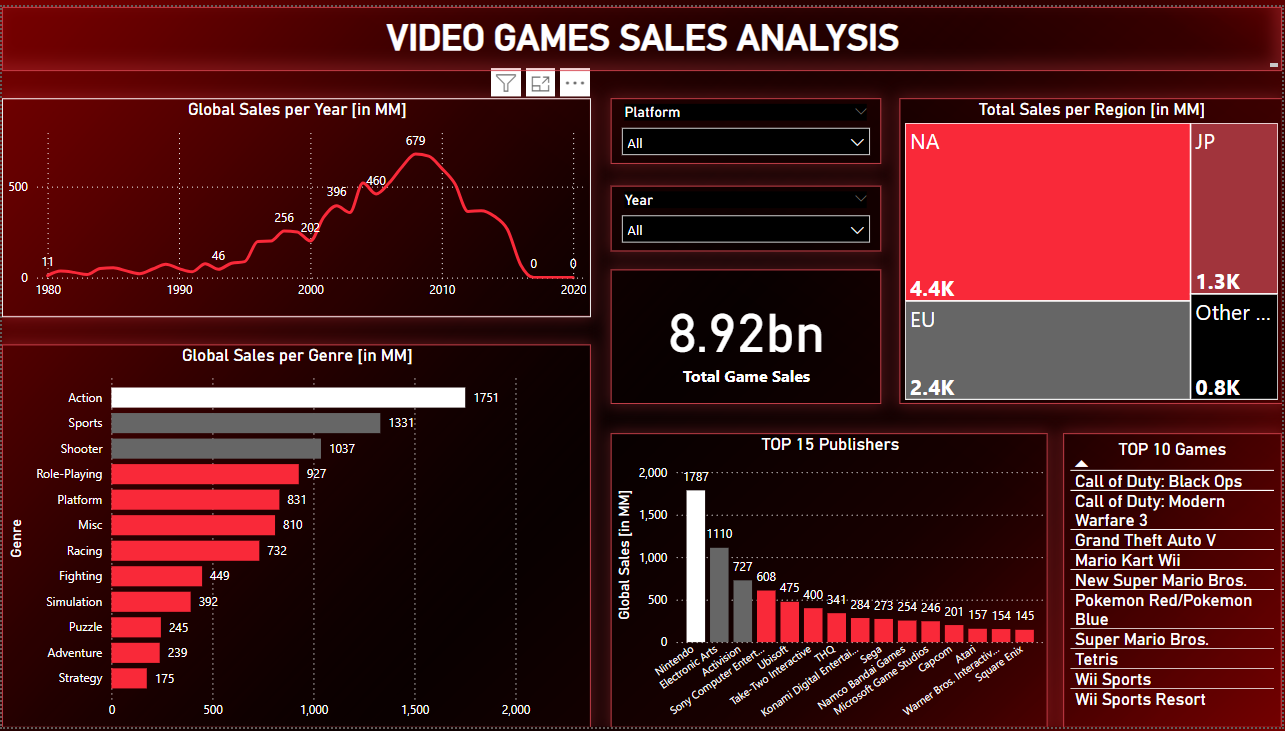 VIDEO GAMES SALES ANALYSIS
Global Sales per Year [in MM]
500
0
11
46
256
202
396
460
679
0
0
1980
1990
2000
2010
2020
Platform
All
Year
All
8.92bn
Total Game Sales
Total Sales per Region [in MM]
NA
4.4K
JP
1.3K
EU
2.4K
Other ...
0.8K
Global Sales per Genre [in MM]
Genre
Action 1751
Sports 1331
Shooter 1037
Role-Playing 927
Platform 831
Misc 810
Racing 732
Fighting 449
Simulation 392
Puzzle 245
Adventure 239
Strategy 175
0 500 1,000 1,500 2,000
TOP 15 Publishers
Global Sales [in MM]
2,000
1,500
1,000
500
0
1787
1110
727
608
475
400
341
284
273
254
246
201
157
154
145
Nintendo
Electronic Arts
Activision
Sony Computer Entert...
Ubisoft
Take-Two Interactive
THQ
Konami Digital Entertai...
Sega
Namco Bandai Games
Microsoft Game Studios
Capcom
Atari
Warner Bros. Interactiv...
Square Enix
TOP 10 Games
Call of Duty: Black Ops
Call of Duty: Modern
Warfare 3
Grand Theft Auto V
Mario Kart Wii
New Super Mario Bros.
Pokemon Red/Pokemon
Blue
Super Mario Bros.
Tetris
Wii Sports
Wii Sports Resort